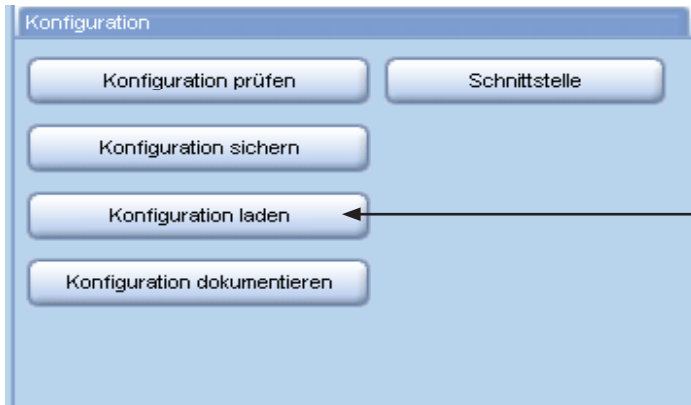 Konfiguration
Konfiguration prüfen
Schnittstelle
Konfiguration sichern
Konfiguration laden
Konfiguration dokumentieren